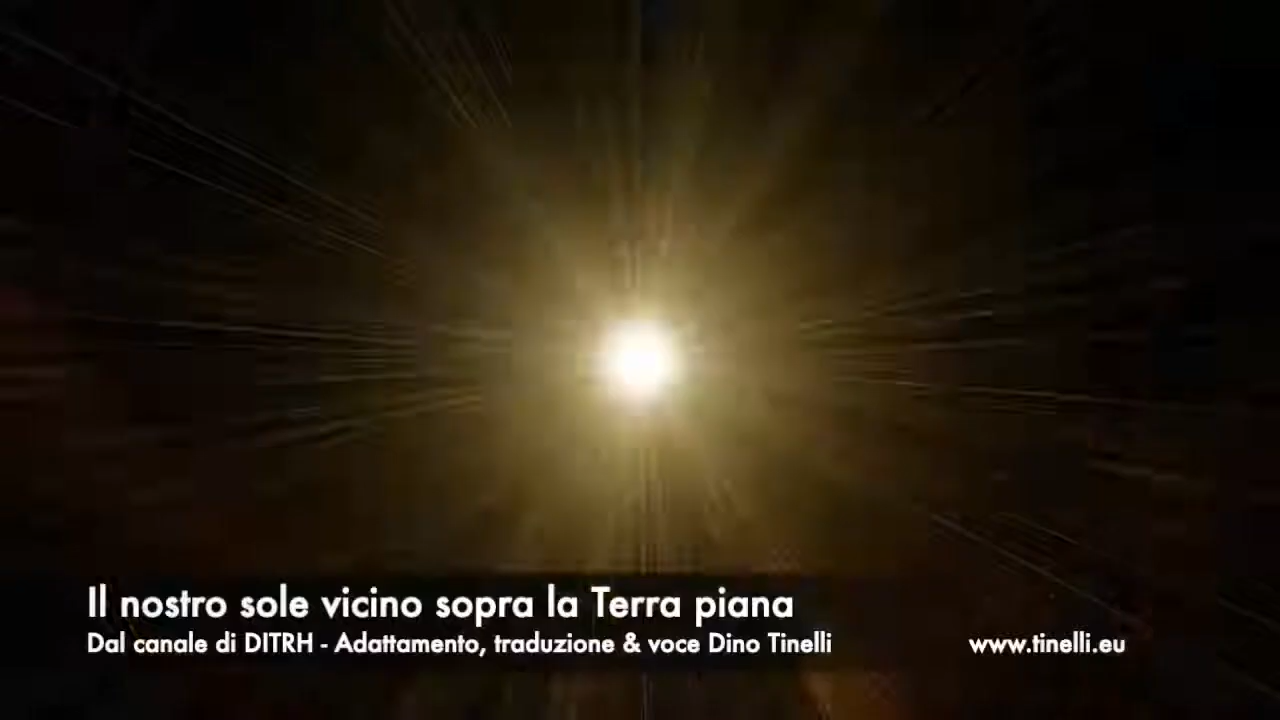 Il nostro sole vicino sopra la Terra piana
Dal canale di DITRH - Adattamento, traduzione & voce Dino Tinelli
www.tinelli.eu